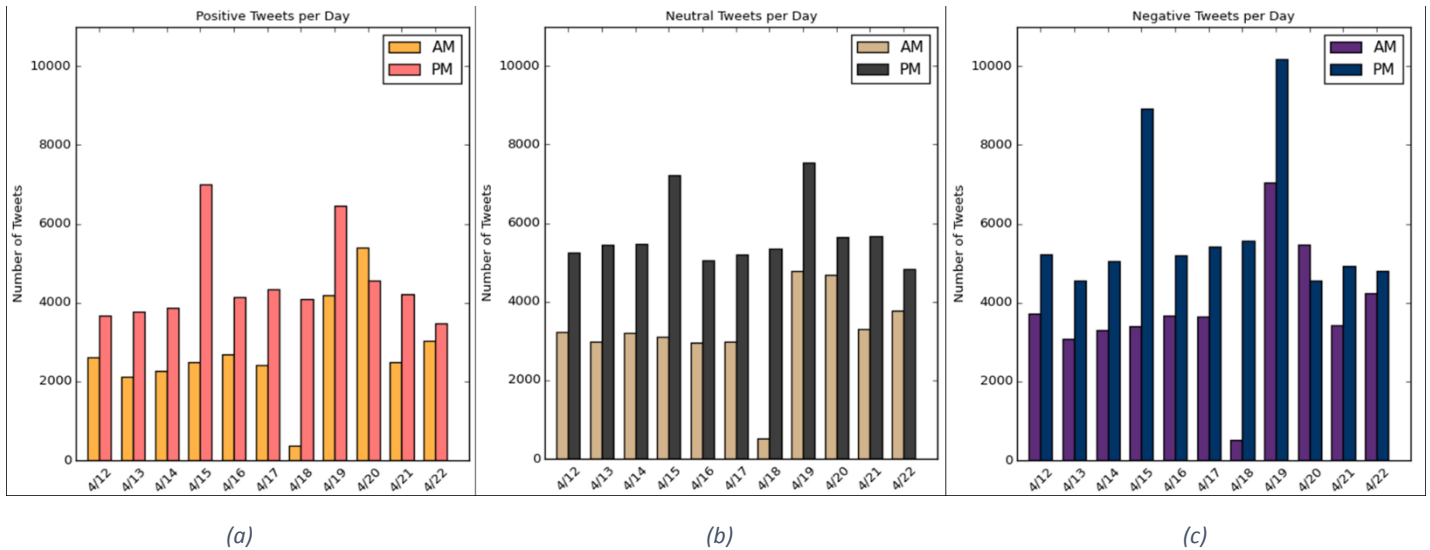 Positive Tweets per Day
Number of Tweets
10000
8000
6000
4000
2000
0
AM
PM
4/12 4/13 4/14 4/15 4/16 4/17 4/18 4/19 4/20 4/21 4/22
(a)
Neutral Tweets per Day
Number of Tweets
10000
8000
6000
4000
2000
0
AM
PM
4/12 4/13 4/14 4/15 4/16 4/17 4/18 4/19 4/20 4/21 4/22
(b)
Negative Tweets per Day
Number of Tweets
10000
8000
6000
4000
2000
0
AM
PM
4/12 4/13 4/14 4/15 4/16 4/17 4/18 4/19 4/20 4/21 4/22
(c)